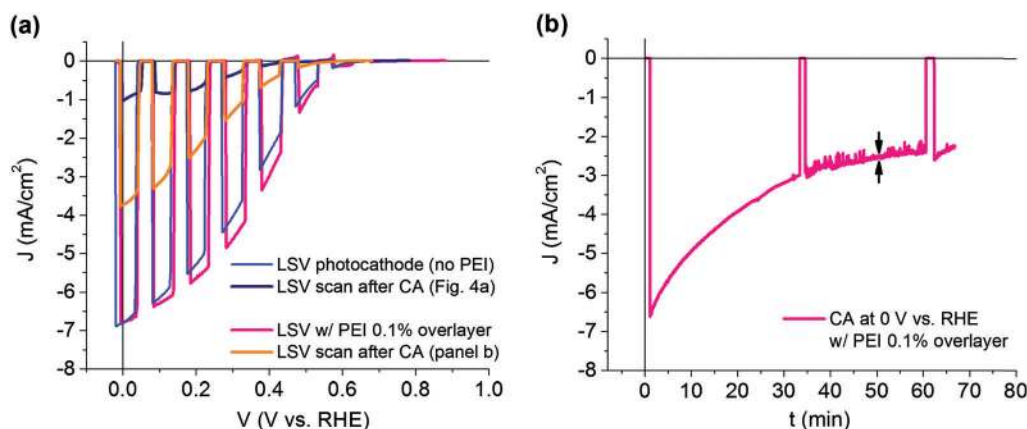 (a)
0
-1
-2
-3
-4
-5
-6
-7
-8
J (mA/cm²)
LSV photocathode (no PEI)
LSV scan after CA (Fig. 4a)
LSV w/ PEI 0.1% overlayer
LSV scan after CA (panel b)
0.0 0.2 0.4 0.6 0.8 1.0
V (V vs. RHE)
(b)
0
-1
-2
-3
-4
-5
-6
-7
-8
J (mA/cm²)
CA at 0 V vs. RHE
w/ PEI 0.1% overlayer
0 10 20 30 40 50 60 70 80
t (min)